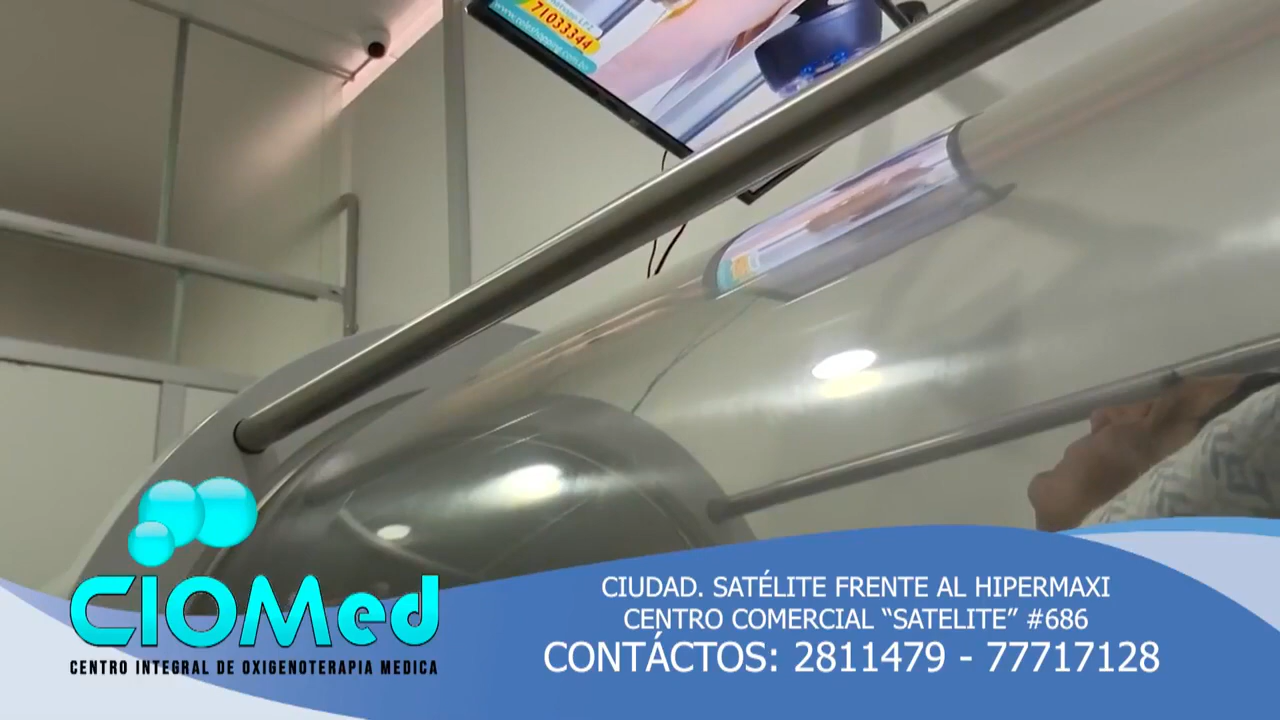 71033344
CIOMed
CENTRO INTEGRAL DE OXIGENOTERAPIA MEDICA
CIUDAD. SATÉLITE FRENTE AL HIPERMAXI
CENTRO COMERCIAL “SATELITE” #686
CONTÁCTOS: 2811479 - 77717128